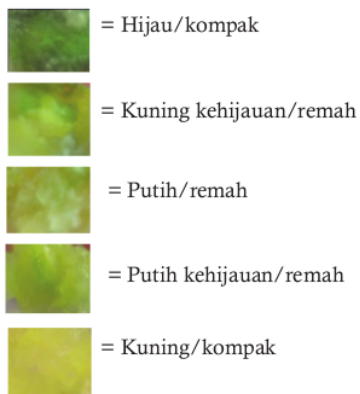 = Hijau/kompak
= Kuning kehijauan/remah
= Putih/remah
= Putih kehijauan/remah
= Kuning/kompak